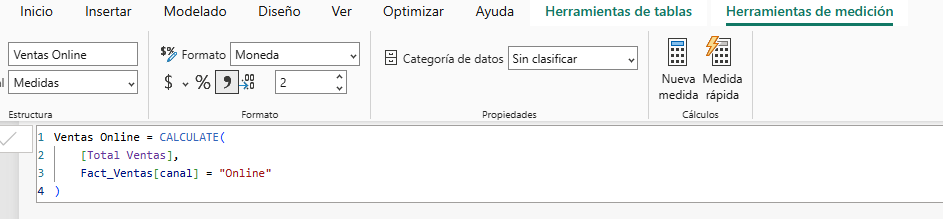 Inicio Insertar Modelado Diseño Ver Optimizar Ayuda Herramientas de tablas Herramientas de medición
Ventas Online
Medidas
Estructura
$% Formato Moneda
$ % 9 .00 2
Formato
Categoría de datos Sin clasificar
Propiedades
Nueva medida
Medida rápida
Cálculos
1 Ventas Online = CALCULATE(
2 [Total Ventas],
3 Fact_Ventas[canal] = "Online"
4 )